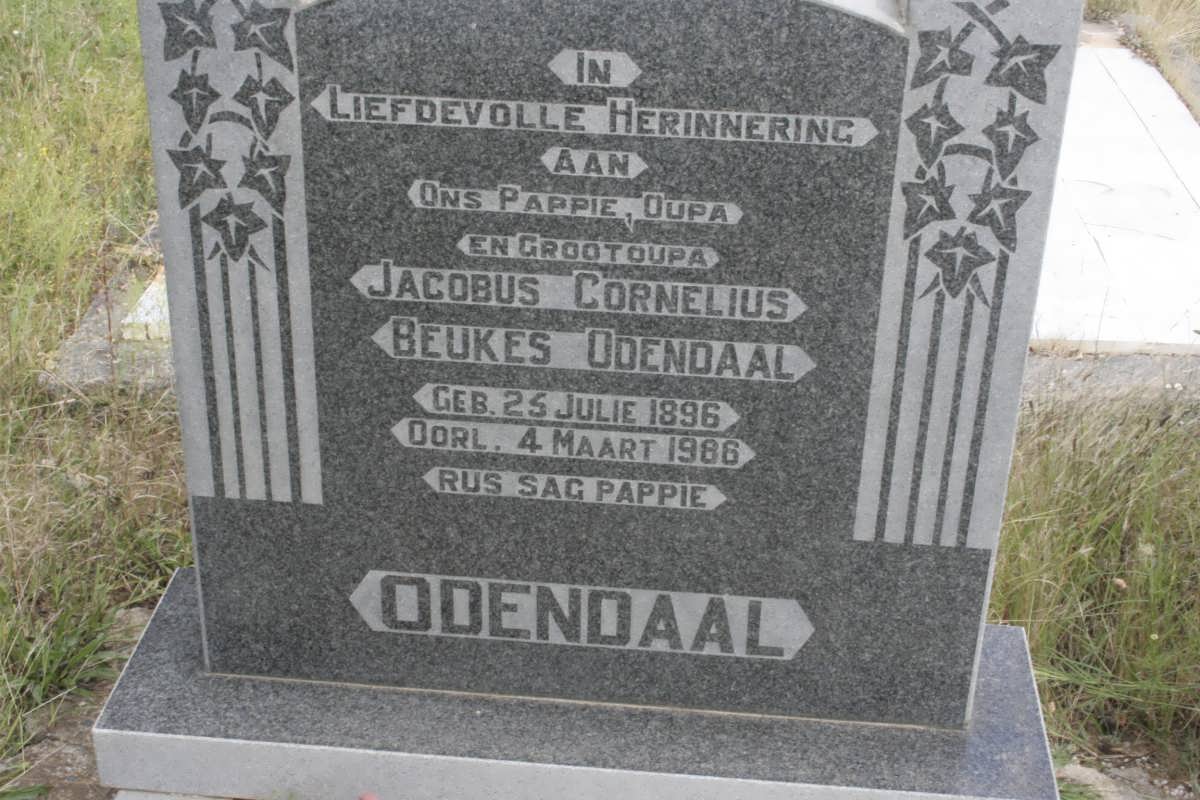 IN
LIEFDEVOLLE HERINNERING
AAN
ONS PAPPIE, OUPA
EN GROOTOUPA
JACOBUS CORNELIUS
BEUKES ODENDAAL
GEB. 25 JULIE 1896
OORL. 4 MAART 1986
RUS SAG PAPPIE
ODENDAAL